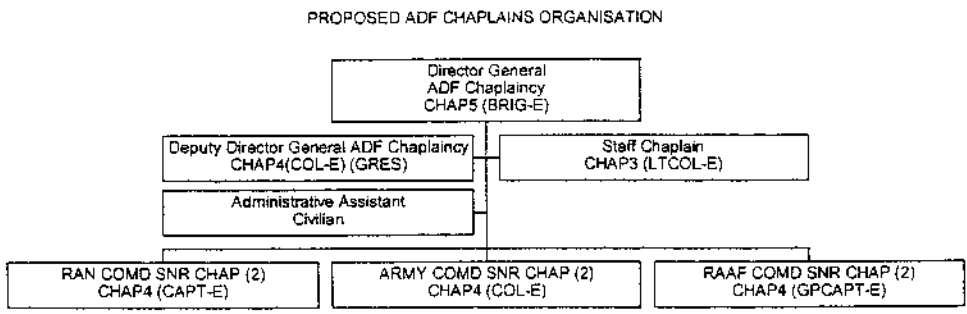 PROPOSED ADF CHAPLAINS ORGANISATION
Director General
ADF Chaplaincy
CHAP5 (BRIG-E)
Deputy Director General ADF Chaplaincy
CHAP4(COL-E) (GRES)
Staff Chaplain
CHAP3 (LTCOL-E)
Administrative Assistant
Civilian
RAN COMD SNR CHAP (2)
CHAP4 (CAPT-E)
ARMY COMD SNR CHAP (2)
CHAP4 (COL-E)
RAAF COMD SNR CHAP (2)
CHAP4 (GPCAPT-E)